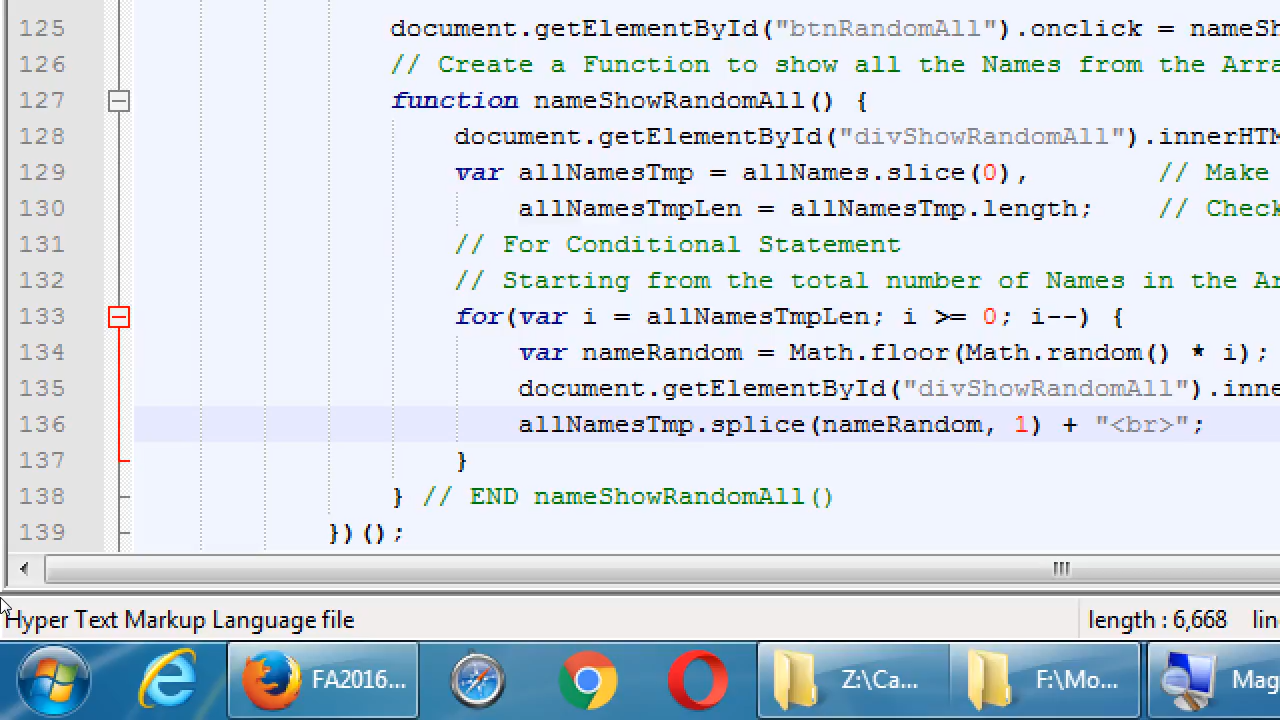 125 document.getElementById("btnRandomAll").onclick = nameSh
126 // Create a Function to show all the Names from the Arra
127 function nameShowRandomAll() {
128 document.getElementById("divShowRandomAll").innerHTM
129 var allNamesTmp = allNames.slice(0), // Make
130 allNamesTmpLen = allNamesTmp.length; // Check
131 // For Conditional Statement
132 // Starting from the total number of Names in the Ar
133 for(var i = allNamesTmpLen; i >= 0; i--) {
134 var nameRandom = Math.floor(Math.random() * i);
135 document.getElementById("divShowRandomAll").inne
136 allNamesTmp.splice(nameRandom, 1) + "<br>";
137 }
138 } // END nameShowRandomAll()
139 })();
Hyper Text Markup Language file length : 6,668 lin
FA2016... Z:\Ca... F:\Mo... Mag